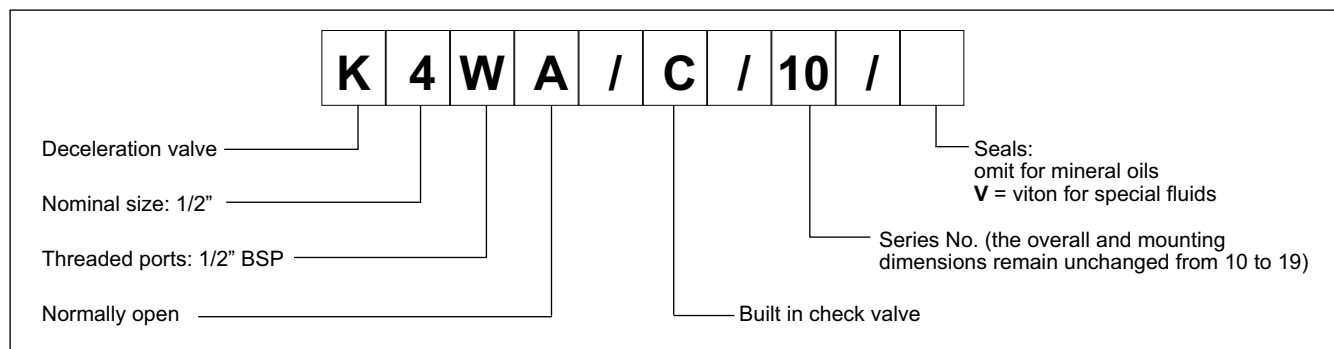 K 4 W A / C / 10 /
Deceleration valve
Nominal size: 1/2”
Threaded ports: 1/2” BSP
Normally open
Seals:
omit for mineral oils
V = viton for special fluids
Series No. (the overall and mounting
dimensions remain unchanged from 10 to 19)
Built in check valve